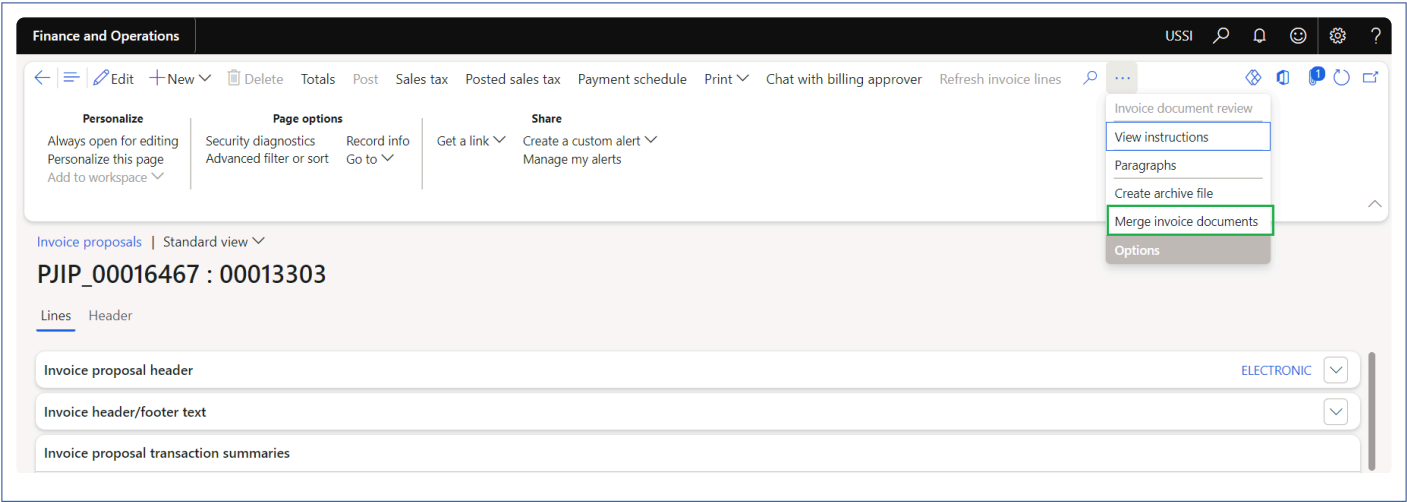 Finance and Operations
USSI
Edit New Delete Totals Post Sales tax Posted sales tax Payment schedule Print Chat with billing approver Refresh invoice lines ... 1
Personalize
Always open for editing
Personalize this page
Add to workspace
Page options
Security diagnostics
Advanced filter or sort
Record info
Go to
Share
Get a link
Create a custom alert
Manage my alerts
Invoice document review
View instructions
Paragraphs
Create archive file
Merge invoice documents
Options
Invoice proposals | Standard view
PJIP_00016467 : 00013303
Lines Header
Invoice proposal header ELECTRONIC
Invoice header/footer text
Invoice proposal transaction summaries